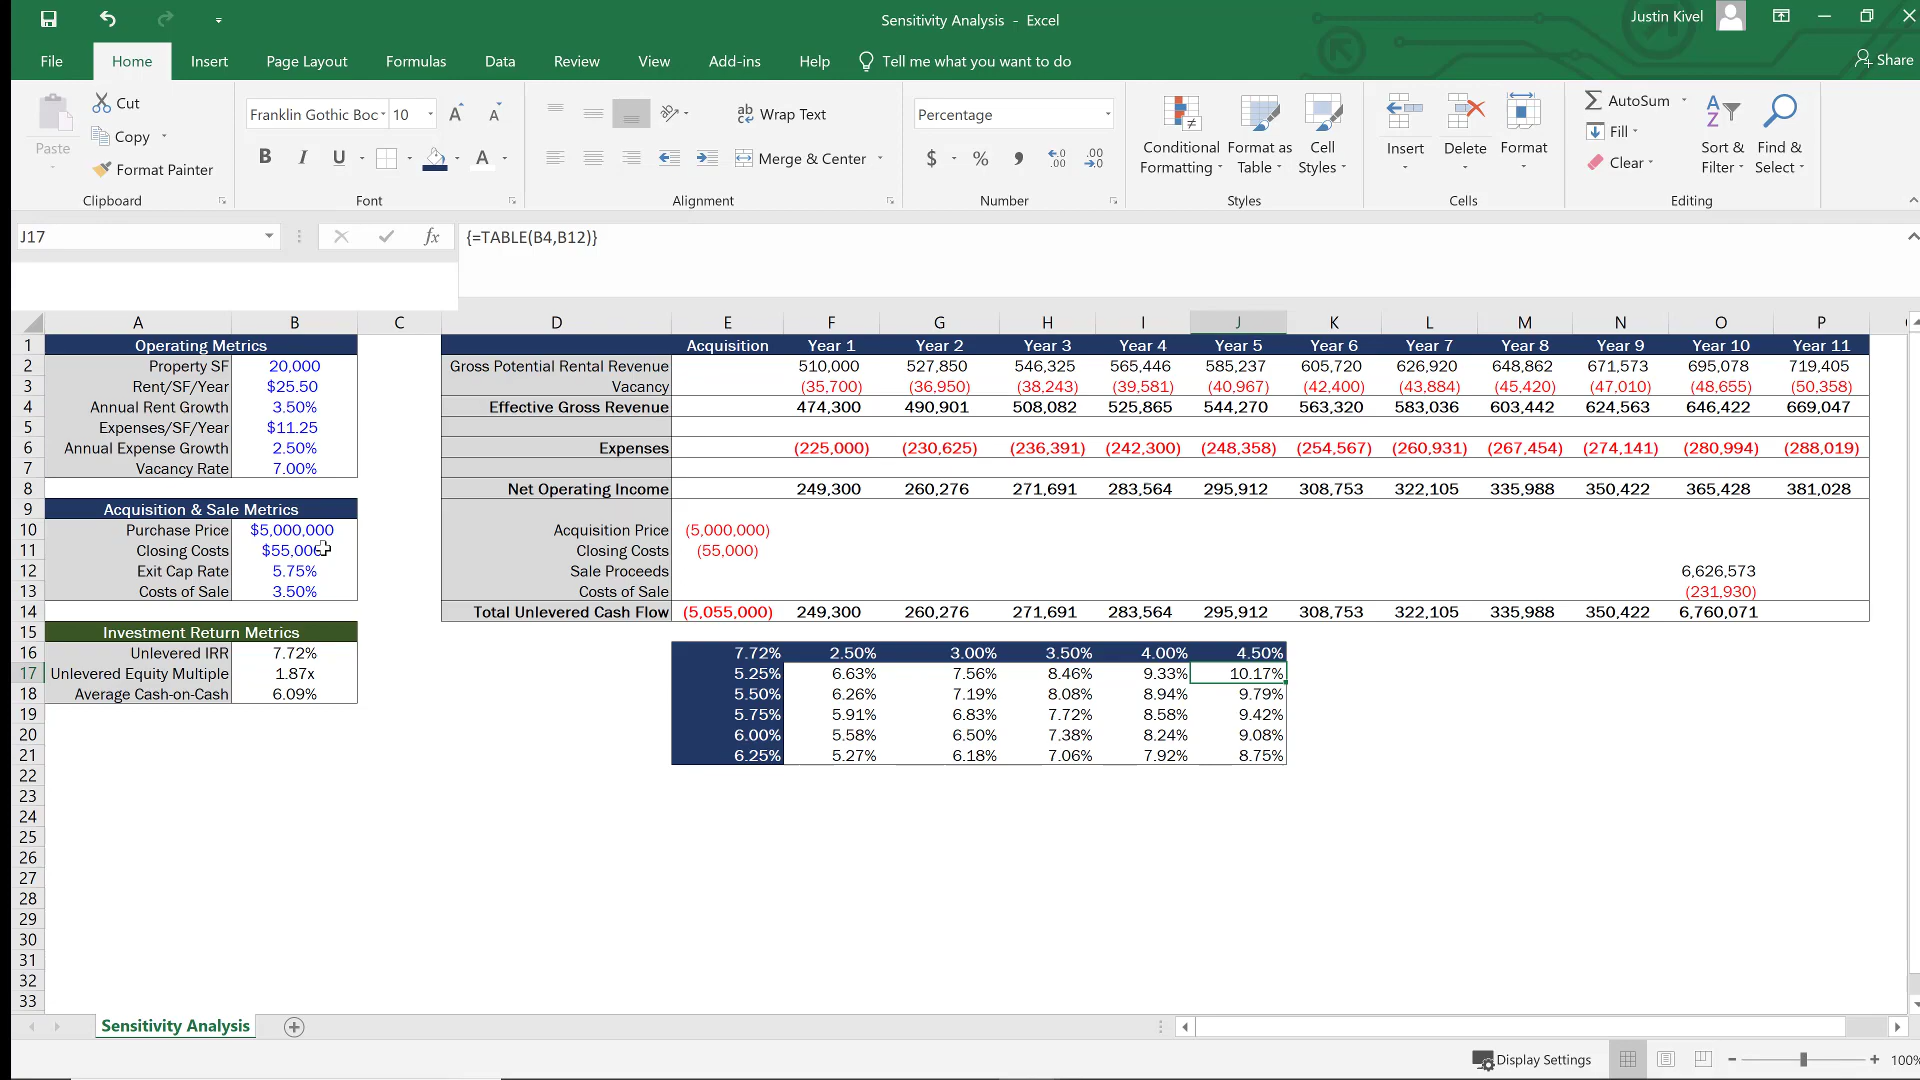 Sensitivity Analysis - Excel
Justin Kivel
File Home Insert Page Layout Formulas Data Review View Add-ins Help Tell me what you want to do Share
Paste
Cut
Copy
Format Painter
Clipboard
Franklin Gothic Boc 10
B I U A
Font
ab Wrap Text
Merge & Center
Alignment
Percentage
$ % , .00 .00
Number
Conditional Formatting
Format as Table
Cell Styles
Styles
Insert Delete Format
Cells
AutoSum
Fill
Clear
Sort & Filter
Find & Select
Editing
J17 fx {=TABLE(B4,B12)}
A B C D E F G H I J K L M N O P
1 Operating Metrics Acquisition Year 1 Year 2 Year 3 Year 4 Year 5 Year 6 Year 7 Year 8 Year 9 Year 10 Year 11
2 Property SF 20,000 Gross Potential Rental Revenue 510,000 527,850 546,325 565,446 585,237 605,720 626,920 648,862 671,573 695,078 719,405
3 Rent/SF/Year $25.50 Vacancy (35,700) (36,950) (38,243) (39,581) (40,967) (42,400) (43,884) (45,420) (47,010) (48,655) (50,358)
4 Annual Rent Growth 3.50% Effective Gross Revenue 474,300 490,901 508,082 525,865 544,270 563,320 583,036 603,442 624,563 646,422 669,047
5 Expenses/SF/Year $11.25
6 Annual Expense Growth 2.50% Expenses (225,000) (230,625) (236,391) (242,300) (248,358) (254,567) (260,931) (267,454) (274,141) (280,994) (288,019)
7 Vacancy Rate 7.00%
8 Net Operating Income 249,300 260,276 271,691 283,564 295,912 308,753 322,105 335,988 350,422 365,428 381,028
9 Acquisition & Sale Metrics
10 Purchase Price $5,000,000 Acquisition Price (5,000,000)
11 Closing Costs $55,000 Closing Costs (55,000)
12 Exit Cap Rate 5.75% Sale Proceeds 6,626,573
13 Costs of Sale 3.50% Costs of Sale (231,930)
14 Total Unlevered Cash Flow (5,055,000) 249,300 260,276 271,691 283,564 295,912 308,753 322,105 335,988 350,422 6,760,071
15 Investment Return Metrics
16 Unlevered IRR 7.72% 7.72% 2.50% 3.00% 3.50% 4.00% 4.50%
17 Unlevered Equity Multiple 1.87x 5.25% 6.63% 7.56% 8.46% 9.33% 10.17%
18 Average Cash-on-Cash 6.09% 5.50% 6.26% 7.19% 8.08% 8.94% 9.79%
19 5.75% 5.91% 6.83% 7.72% 8.58% 9.42%
20 6.00% 5.58% 6.50% 7.38% 8.24% 9.08%
21 6.25% 5.27% 6.18% 7.06% 7.92% 8.75%
22
23
24
25
26
27
28
29
30
31
32
33
Sensitivity Analysis
Display Settings 100%